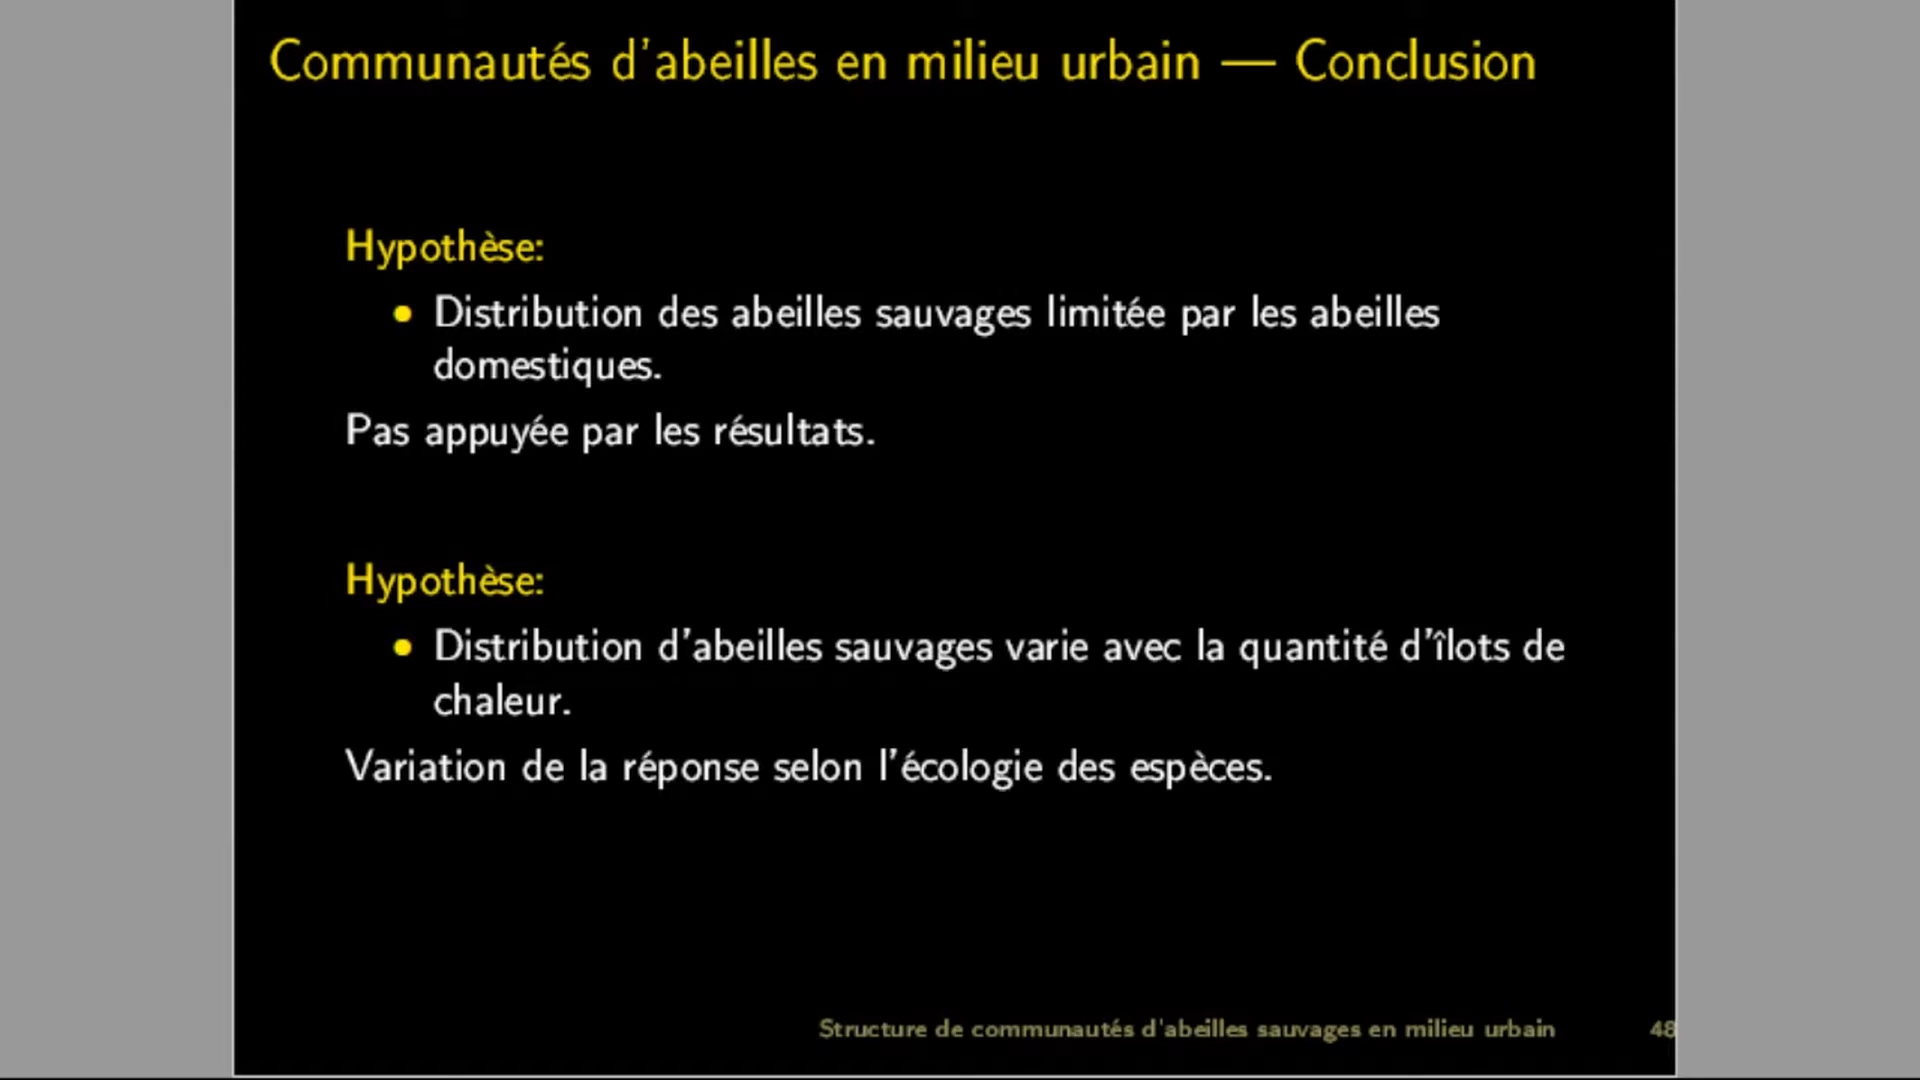 Communautés d'abeilles en milieu urbain — Conclusion
Hypothèse:
• Distribution des abeilles sauvages limitée par les abeilles
domestiques.
Pas appuyée par les résultats.
Hypothèse:
• Distribution d'abeilles sauvages varie avec la quantité d'îlots de
chaleur.
Variation de la réponse selon l'écologie des espèces.
Structure de communautés d'abeilles sauvages en milieu urbain 48